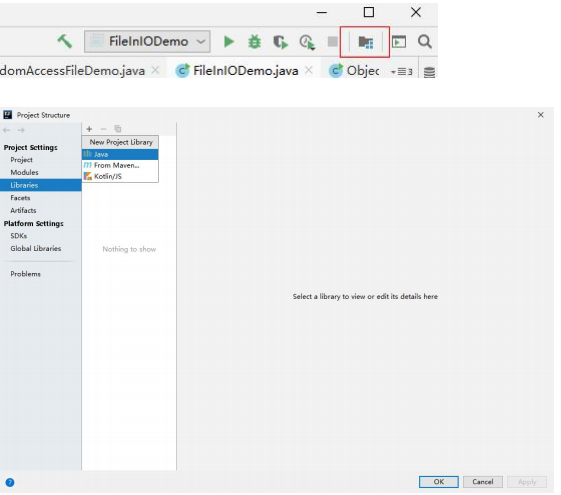 FileInIODemo
domAccessFileDemo.java × FileInIODemo.java × Objec 3
Project Structure
Project Settings
Project
Modules
Libraries
Facets
Artifacts
Platform Settings
SDKs
Global Libraries
Problems
New Project Library
Java
From Maven...
Kotlin/JS
Nothing to show
Select a library to view or edit its details here
OK Cancel Apply